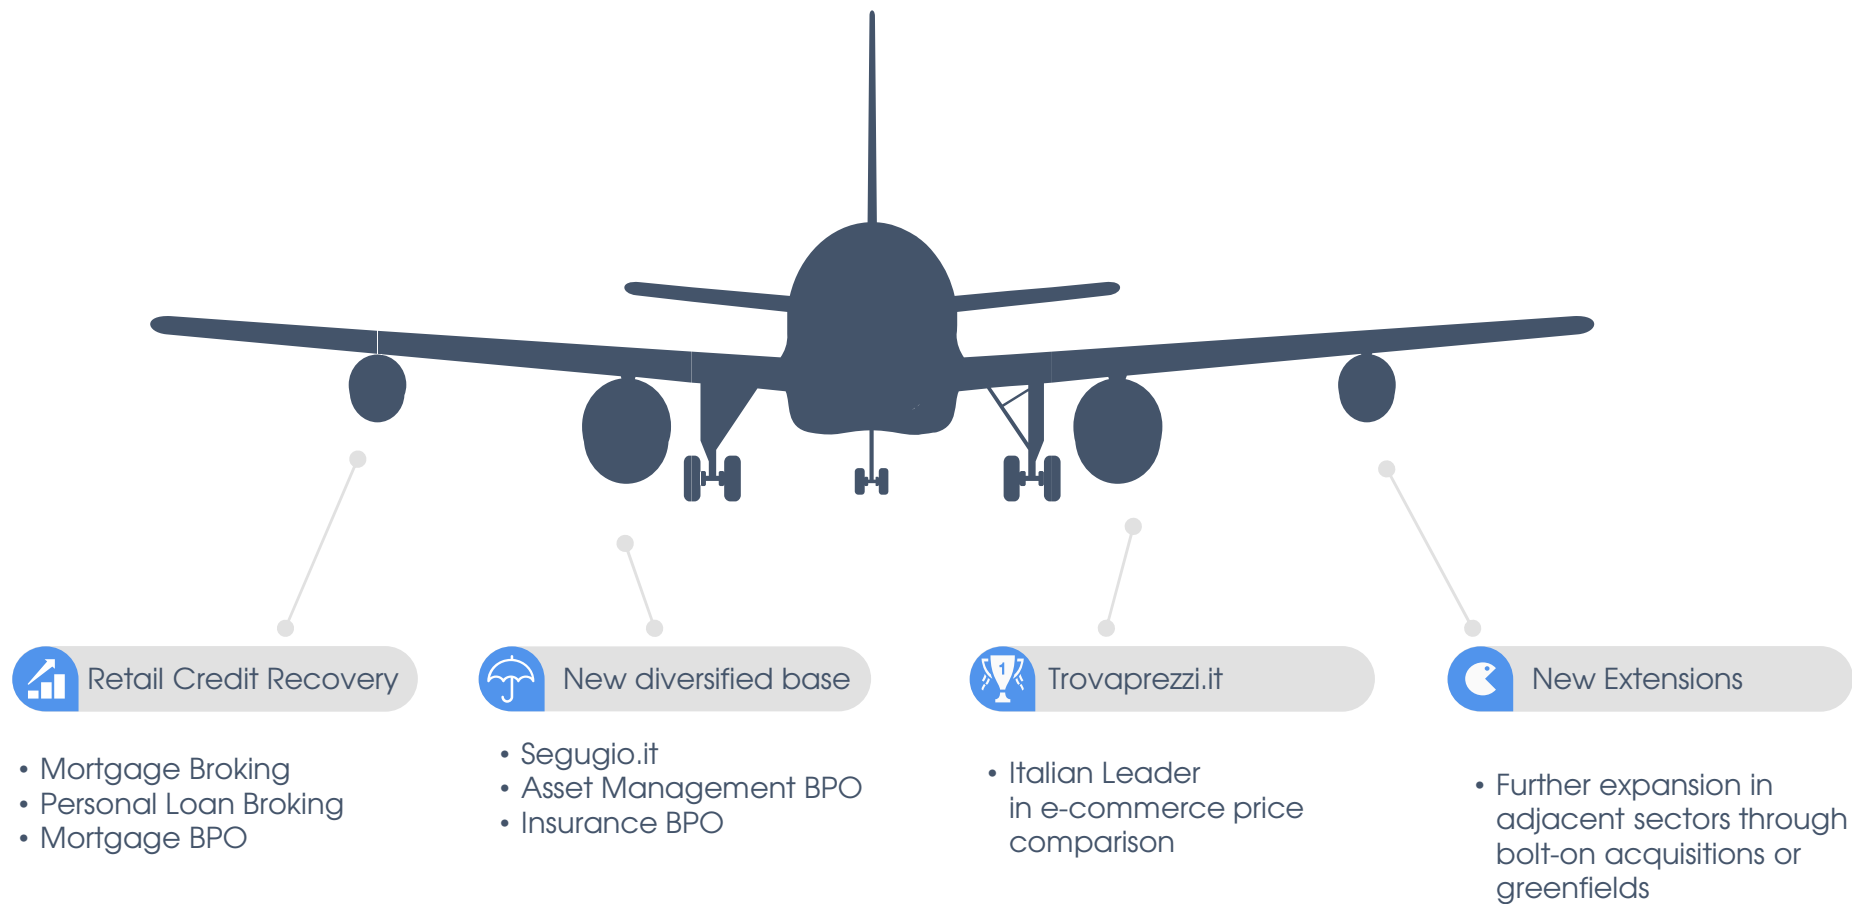 Retail Credit Recovery
• Mortgage Broking
• Personal Loan Broking
• Mortgage BPO
New diversified base
• Segugio.it
• Asset Management BPO
• Insurance BPO
1
Trovaprezzi.it
• Italian Leader
in e-commerce price
comparison
New Extensions
• Further expansion in
adjacent sectors through
bolt-on acquisitions or
greenfields